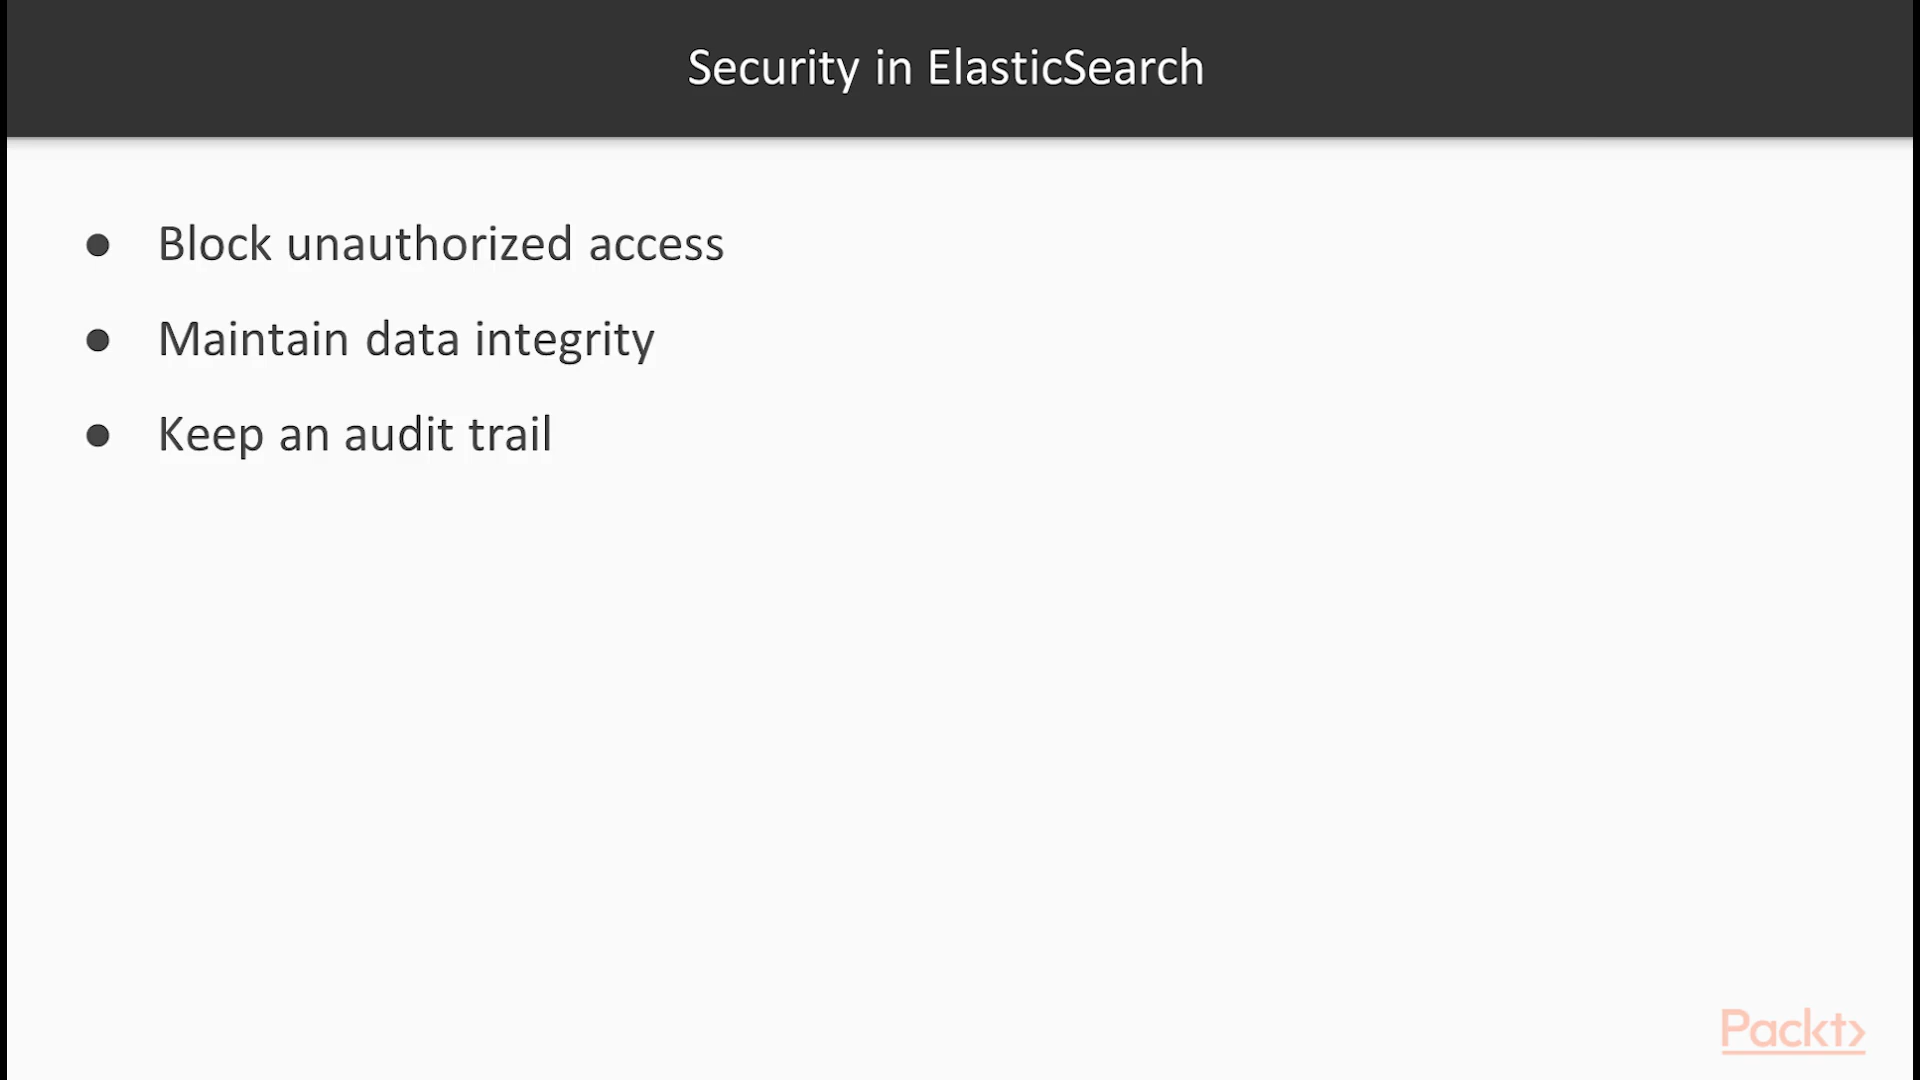 Security in ElasticSearch
● Block unauthorized access
● Maintain data integrity
● Keep an audit trail
Packt>